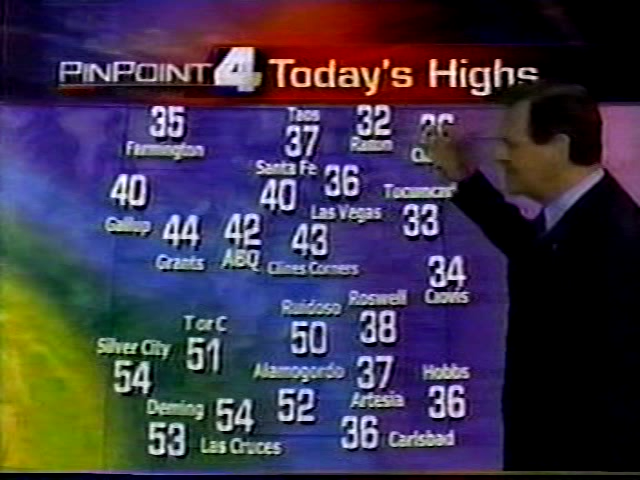 PINPOINT 4 Today's Highs
35
Farmington
Taos
37
32
Raton
Santa Fe
40
36
Las Vegas
40
Gallup
Tucumcari
33
44
Grants
42
ABQ
43
Clines Corners
34
Clovis
T or C
51
Ruidoso
50
Roswell
38
Silver City
54
Alamogordo
52
37
Artesia
Hobbs
36
Deming
53
54
Las Cruces
36
Carlsbad